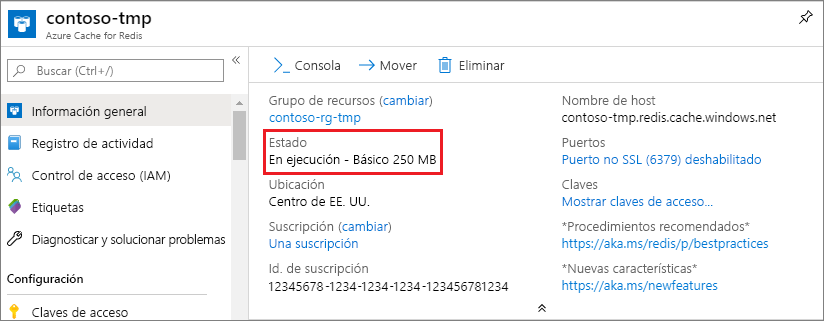 contoso-tmp
Azure Cache for Redis
Buscar (Ctrl+/)
Información general
Registro de actividad
Control de acceso (IAM)
Etiquetas
Diagnosticar y solucionar problemas
Configuración
Claves de acceso
Consola
Mover
Eliminar
Grupo de recursos (cambiar)
contoso-rg-tmp
Estado
En ejecución - Básico 250 MB
Ubicación
Centro de EE. UU.
Suscripción (cambiar)
Una suscripción
Id. de suscripción
12345678-1234-1234-1234-123456781234
Nombre de host
contoso-tmp.redis.cache.windows.net
Puertos
Puerto no SSL (6379) deshabilitado
Claves
Mostrar claves de acceso...
*Procedimientos recomendados*
https://aka.ms/redis/p/bestpractices
*Nuevas características*
https://aka.ms/newfeatures